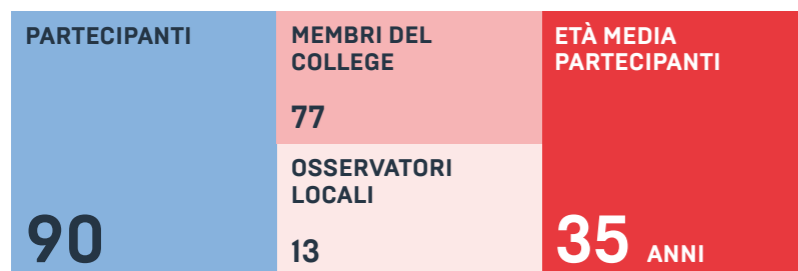 PARTECIPANTI
90
MEMBRI DEL
COLLEGE
77
OSSERVATORI
LOCALI
13
ETÀ MEDIA
PARTECIPANTI
35 ANNI